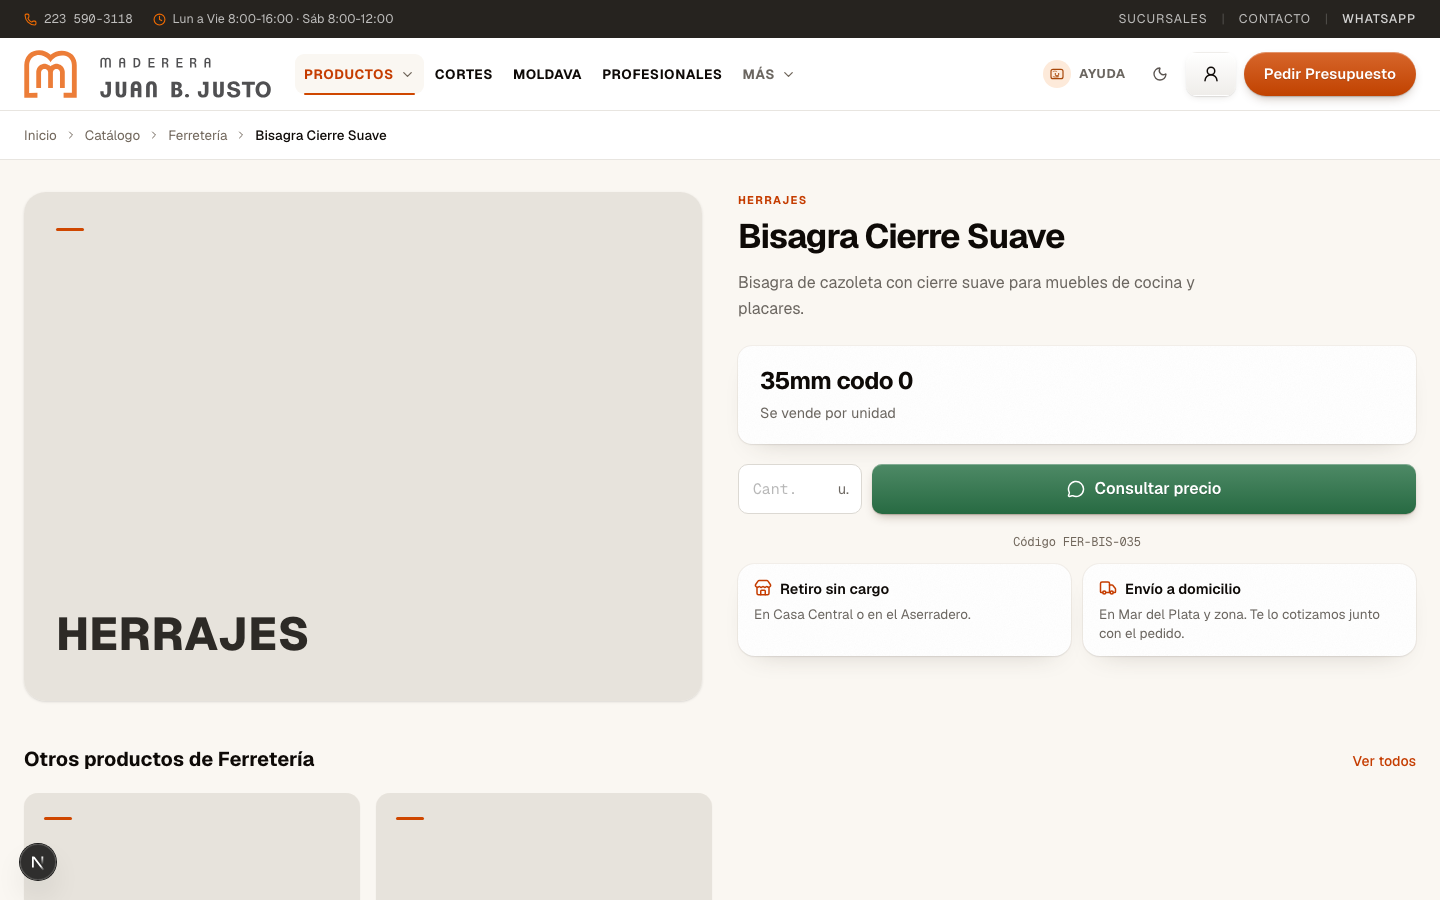 223 590-3118
Lun a Vie 8:00-16:00 · Sáb 8:00-12:00
SUCURSALES
CONTACTO
WHATSAPP
MADERERA
JUAN B. JUSTO
PRODUCTOS
CORTES
MOLDAVA
PROFESIONALES
MÁS
AYUDA
Pedir Presupuesto
Inicio
Catálogo
Ferretería
Bisagra Cierre Suave
HERRAJES
HERRAJES
Bisagra Cierre Suave
Bisagra de cazoleta con cierre suave para muebles de cocina y
placares.
35mm codo 0
Se vende por unidad
Cant.
u.
Consultar precio
Código FER-BIS-035
Retiro sin cargo
En Casa Central o en el Aserradero.
Envío a domicilio
En Mar del Plata y zona. Te lo cotizamos junto
con el pedido.
Otros productos de Ferretería
Ver todos
N